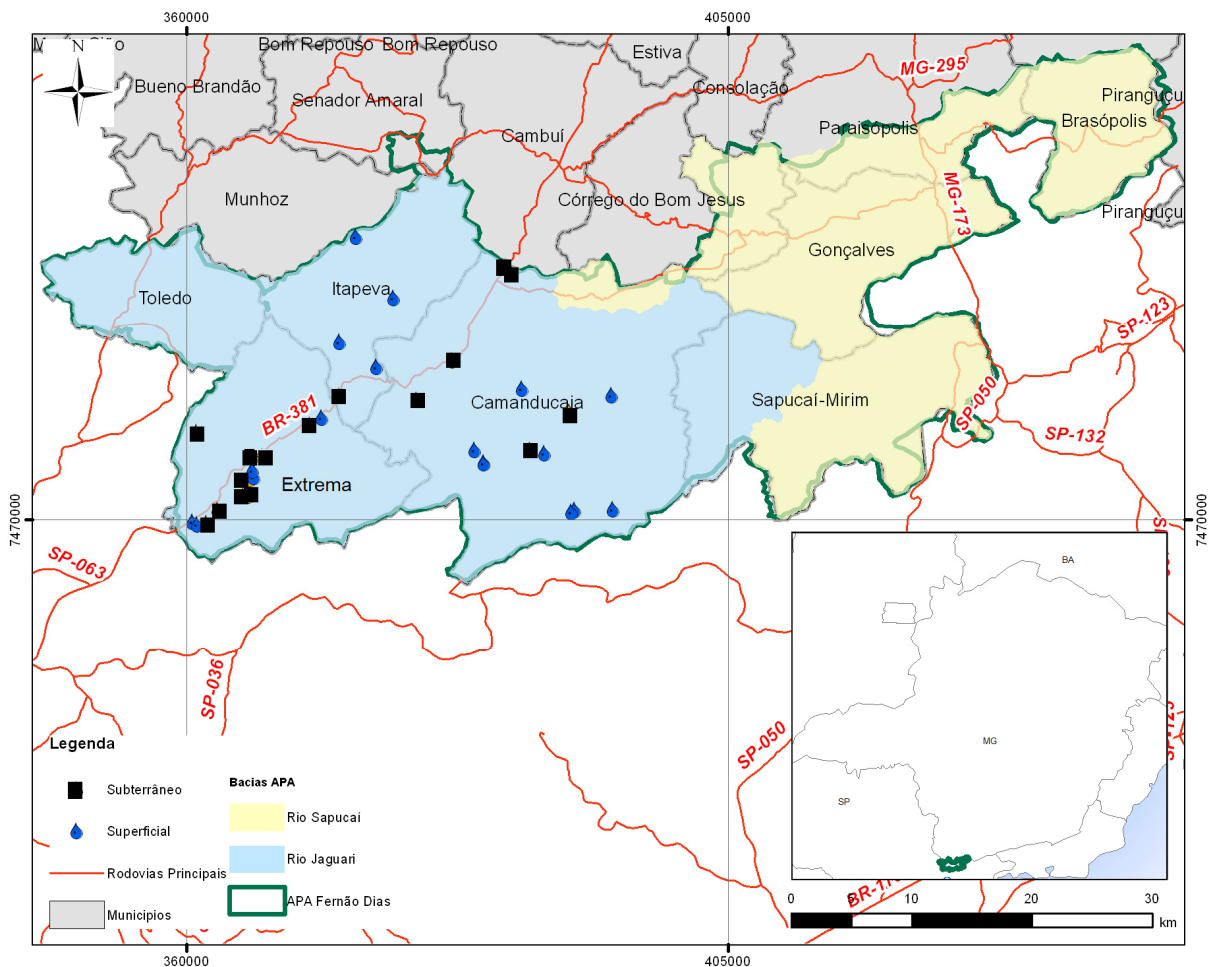 360000
405000
N
Bom Repouso
Bom Repouso
Estiva
MG-295
Bueno Brandão
Senador Amaral
Consolação
Piranguçu
Cambuí
Paraisópolis
Brasópolis
Munhoz
Córrego do Bom Jesus
MG-173
Piranguçu
Gonçalves
Toledo
Itapeva
SP-123
BR-381
Camanducaia
Sapucaí-Mirim
SP-050
SP-132
Extrema
7470000
7470000
SP-063
BA
SP-036
MG
SP-050
SP
Legenda
Subterrâneo
Superficial
Rodovias Principais
Municipios
Bacias APA
Rio Sapucaí
Rio Jaguari
APA Fernão Dias
0
5
10
20
30
km
360000
405000